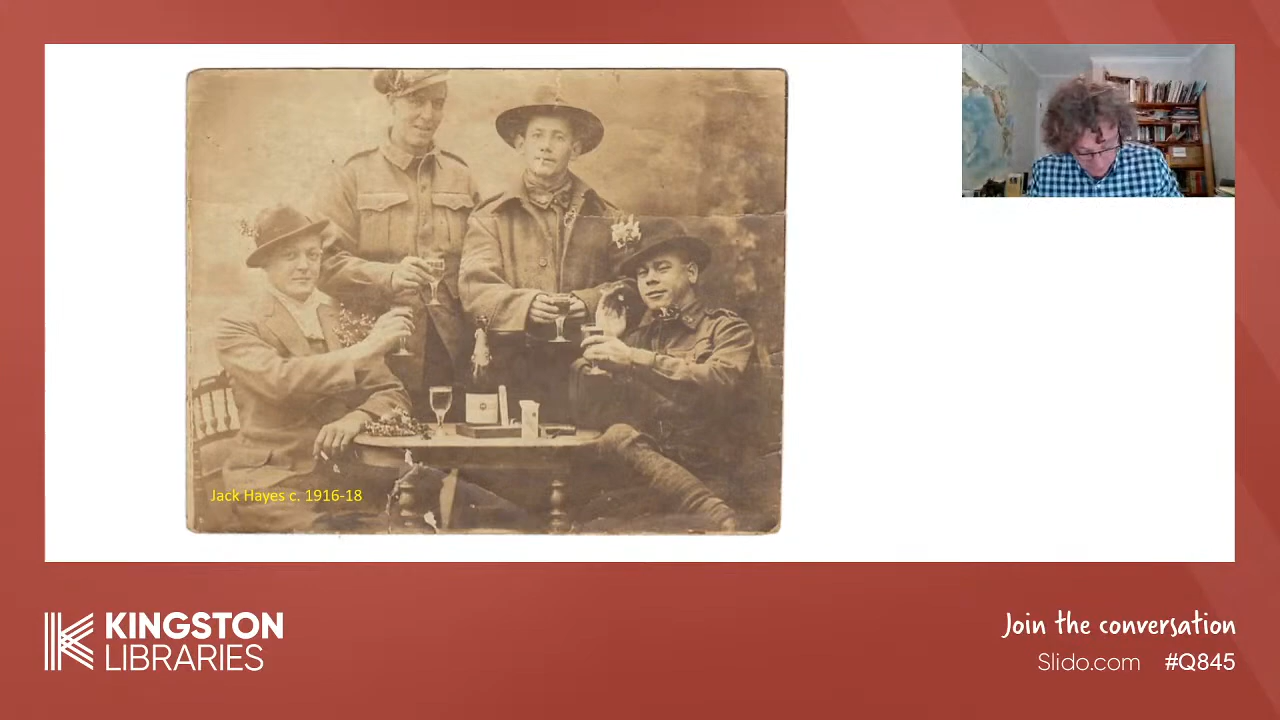 Jack Hayes c. 1916-18
KINGSTON
LIBRARIES
Join the conversation
Slido.com #Q845